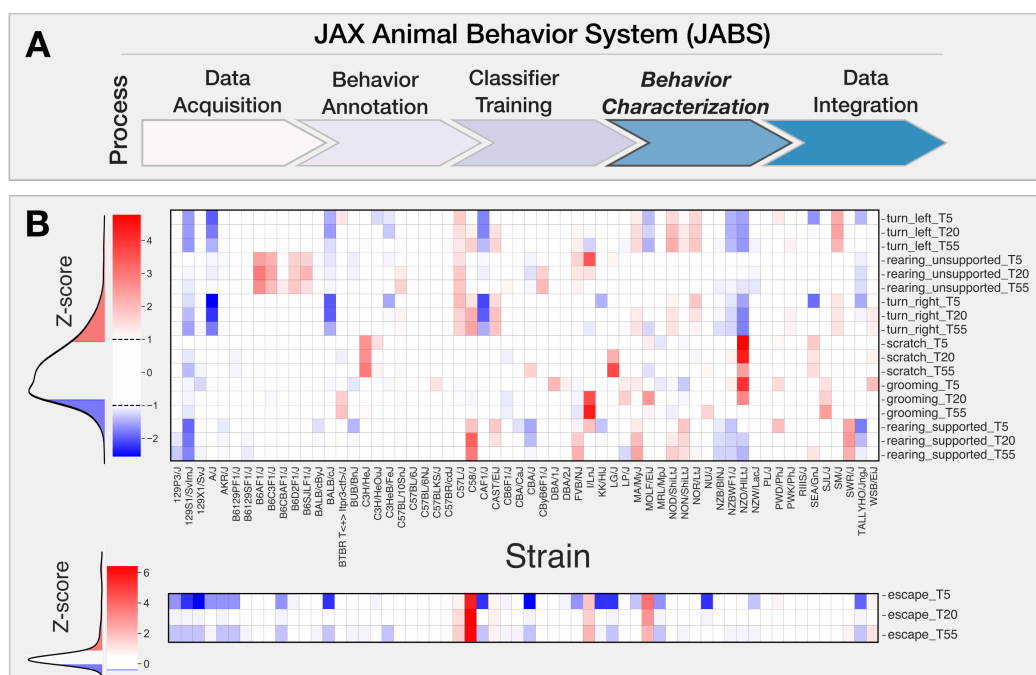 A
JAX Animal Behavior System (JABS)
Process
Data
Acquisition
Behavior
Annotation
Classifier
Training
Behavior
Characterization
Data
Integration
B
Z-score
4
3
2
1
0
−1
−2
turn_left_T5
turn_left_T20
turn_left_T55
rearing_unsupported_T5
rearing_unsupported_T20
rearing_unsupported_T55
turn_right_T5
turn_right_T20
turn_right_T55
scratch_T5
scratch_T20
scratch_T55
grooming_T5
grooming_T20
grooming_T55
rearing_supported_T5
rearing_supported_T20
rearing_supported_T55
129P3/J
129S1/SvImJ
129X1/SvJ
A/J
AKR/J
B6129PF1/J
B6129SF1/J
B6AF1/J
B6C3F1/J
B6CBAF1/J
B6D2F1/J
B6SJLF1/J
BALB/cByJ
BALB/cJ
BTBR T<+> Itpr3<tf>/J
BUB/BnJ
C3H/HeJ
C3H/HeOuJ
C3HeB/FeJ
C57BL/10SnJ
C57BL/6J
C57BL/6NJ
C57BLKS/J
C57BR/cdJ
C57L/J
C58/J
CAF1/J
CAST/EiJ
CB6F1/J
CBA/CaJ
CBA/J
CByB6F1/J
DBA/1J
DBA/2J
FVB/NJ
I/LnJ
KK/HlJ
LG/J
LP/J
MA/MyJ
MOLF/EiJ
MRL/MpJ
NOD/ShiLtJ
NON/ShiLtJ
NOR/LtJ
NU/J
NZB/BlNJ
NZBWF1/J
NZO/HlLtJ
NZW/LacJ
PL/J
PWD/PhJ
PWK/PhJ
RIIIS/J
SEA/GnJ
SJL/J
SM/J
SWR/J
TALLYHO/JngJ
WSB/EiJ
Strain
Z-score
6
4
2
0
escape_T5
escape_T20
escape_T55